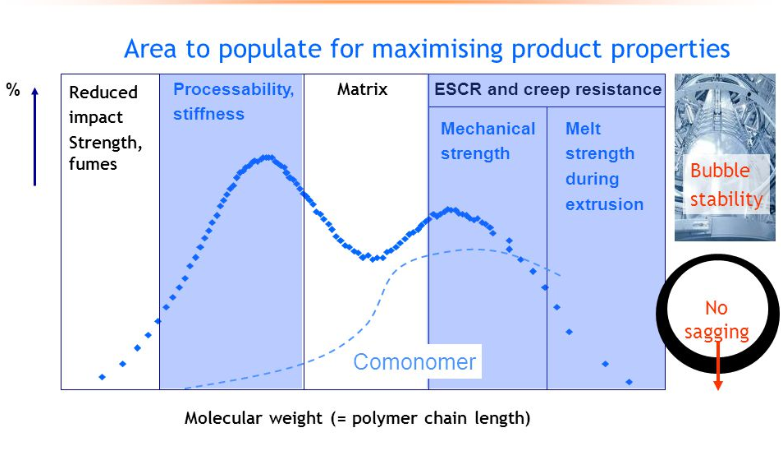 Area to populate for maximising product properties
%
Reduced
impact
Strength,
fumes
Processability,
stiffness
Matrix
ESCR and creep resistance
Mechanical
strength
Melt
strength
during
extrusion
Bubble
stability
No
sagging
Comonomer
Molecular weight (= polymer chain length)